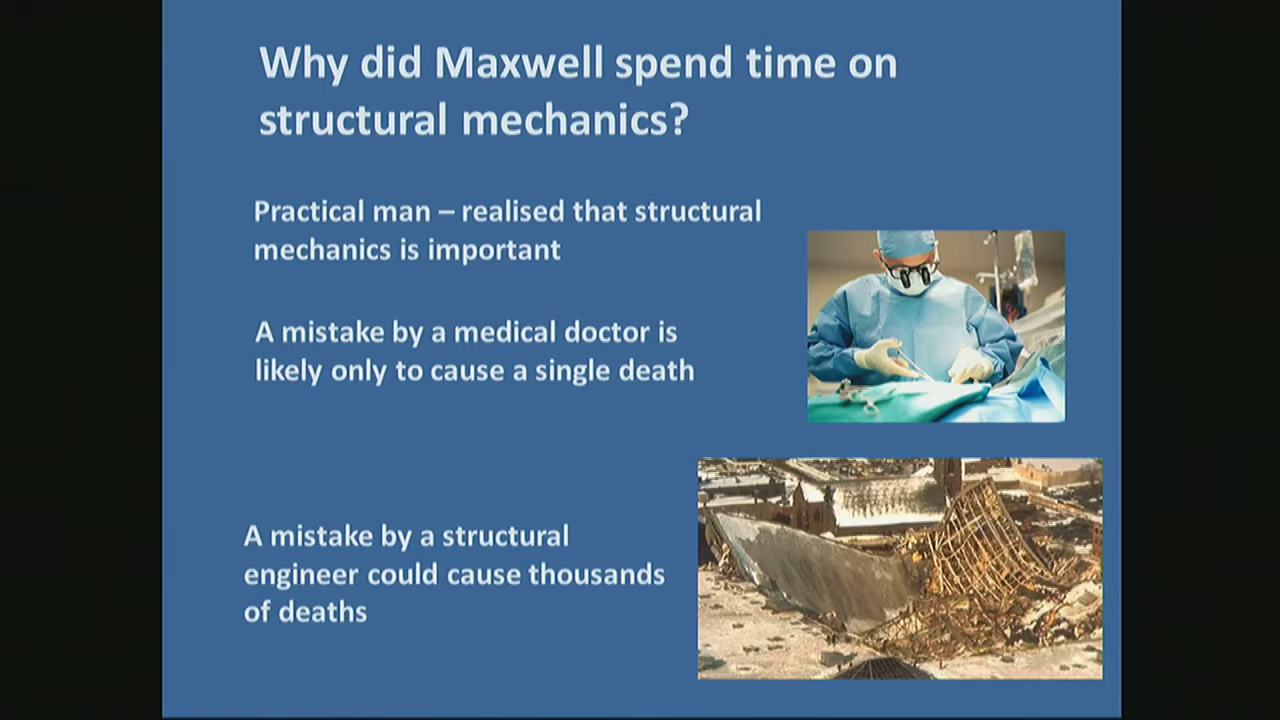 Why did Maxwell spend time on
structural mechanics?
Practical man – realised that structural
mechanics is important
A mistake by a medical doctor is
likely only to cause a single death
A mistake by a structural
engineer could cause thousands
of deaths